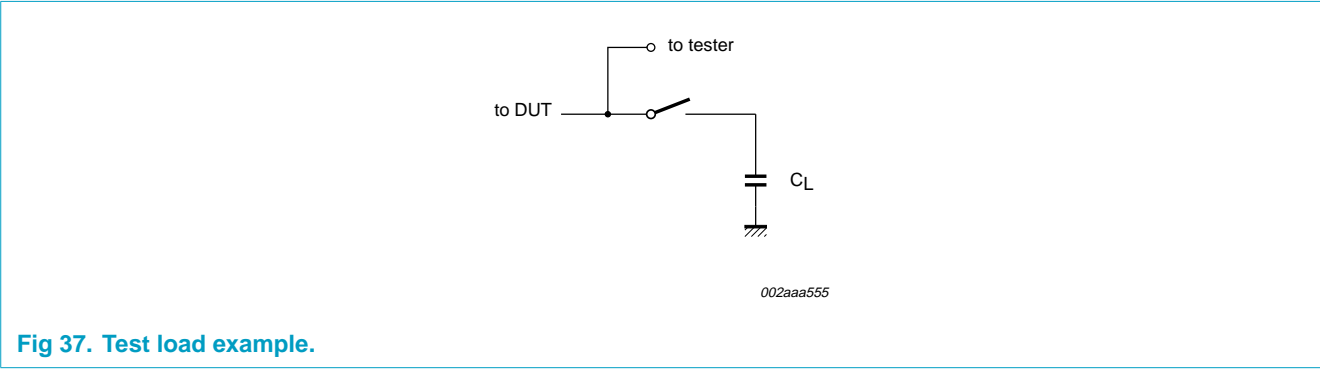 to tester
to DUT
CL
002aaa555
Fig 37. Test load example.